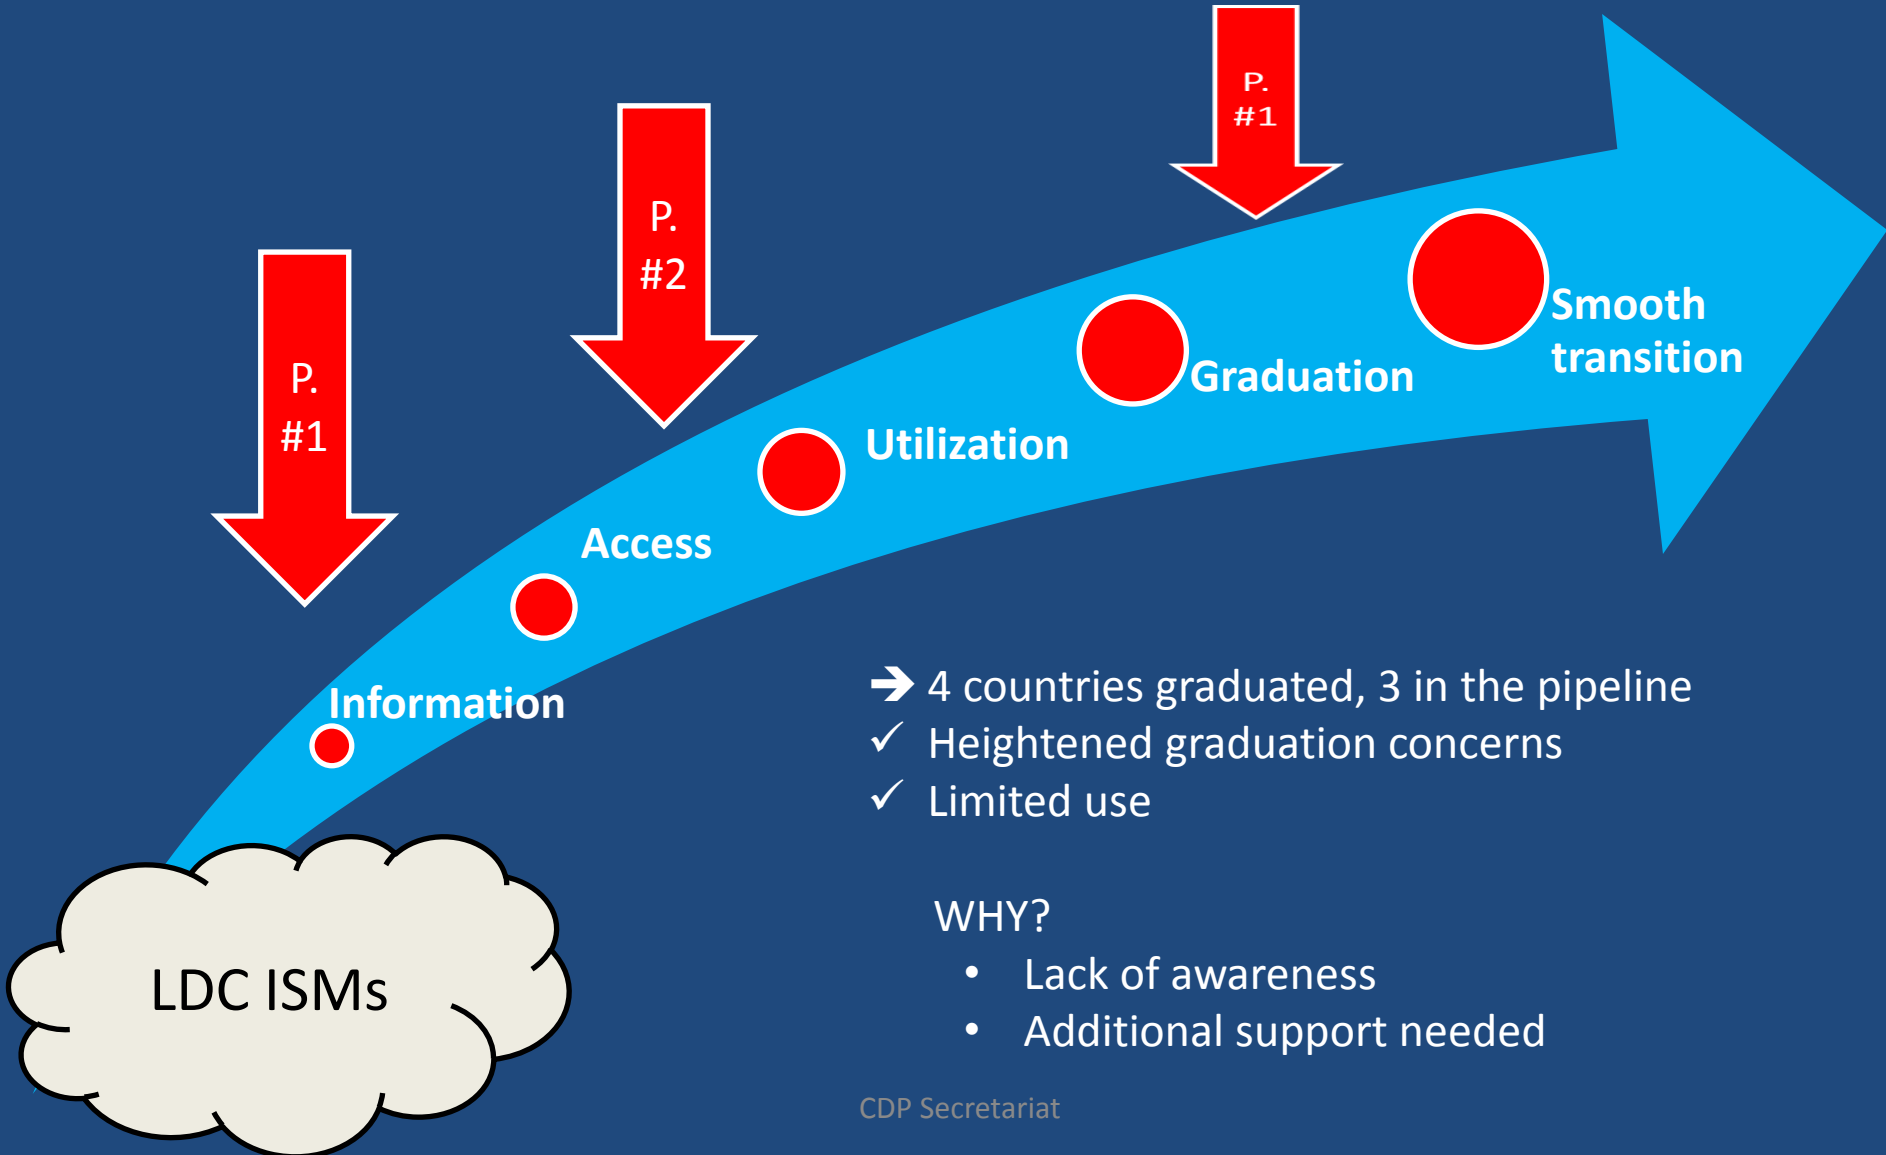 P.
#1
P.
#2
P.
#1
Smooth
transition
Graduation
Utilization
Access
Information
➔ 4 countries graduated, 3 in the pipeline
✓ Heightened graduation concerns
✓ Limited use
WHY?
• Lack of awareness
• Additional support needed
LDC ISMs
CDP Secretariat